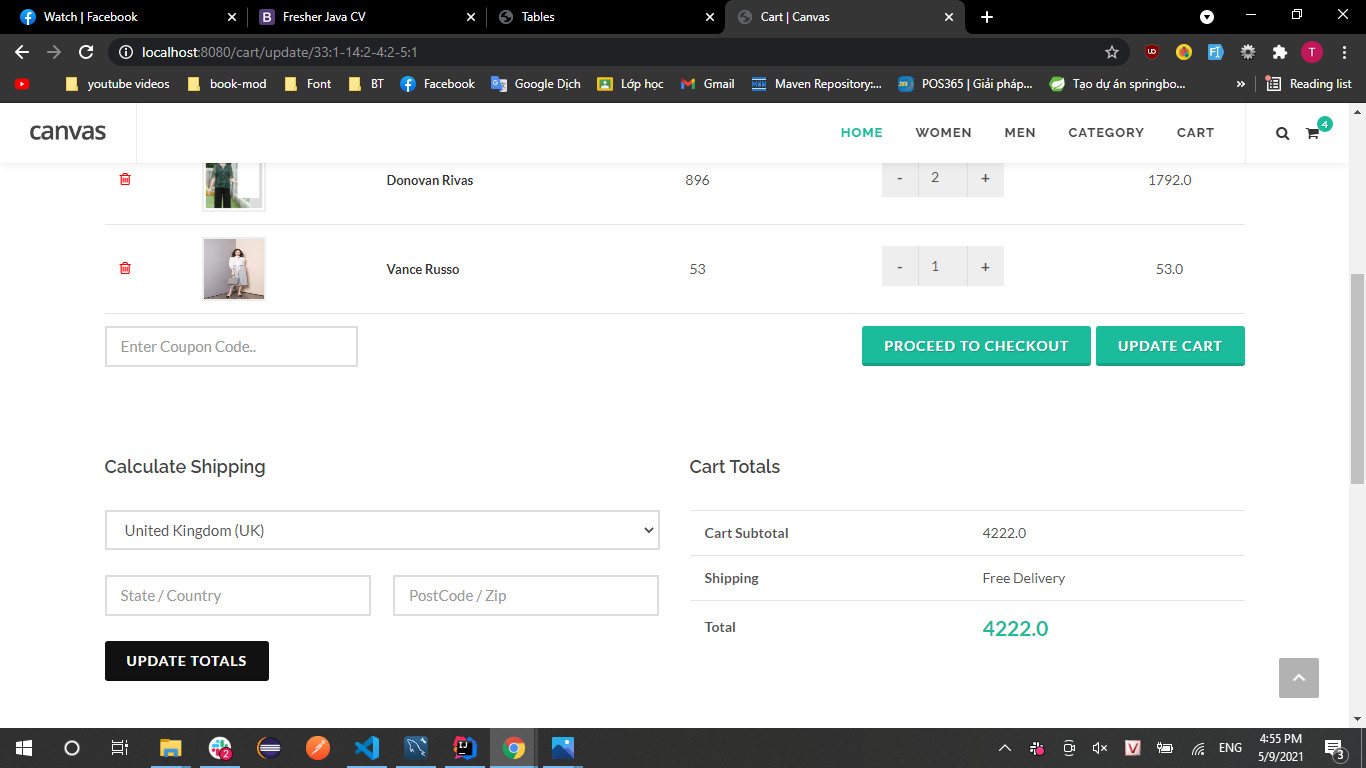 Watch | Facebook
Fresher Java CV
Tables
Cart | Canvas
localhost:8080/cart/update/33:1-14:2-4:2-5:1
youtube videos
book-mod
Font
BT
Facebook
Google Dịch
Lớp học
Gmail
Maven Repository:...
POS365 | Giải pháp...
Tạo dự án springbo...
»
Reading list
canvas
HOME
WOMEN
MEN
CATEGORY
CART
4
Donovan Rivas
896
- 2 +
1792.0
Vance Russo
53
- 1 +
53.0
Enter Coupon Code..
PROCEED TO CHECKOUT
UPDATE CART
Calculate Shipping
United Kingdom (UK)
State / Country
PostCode / Zip
UPDATE TOTALS
Cart Totals
Cart Subtotal 4222.0
Shipping Free Delivery
Total 4222.0
2
ENG
4:55 PM
5/9/2021
3